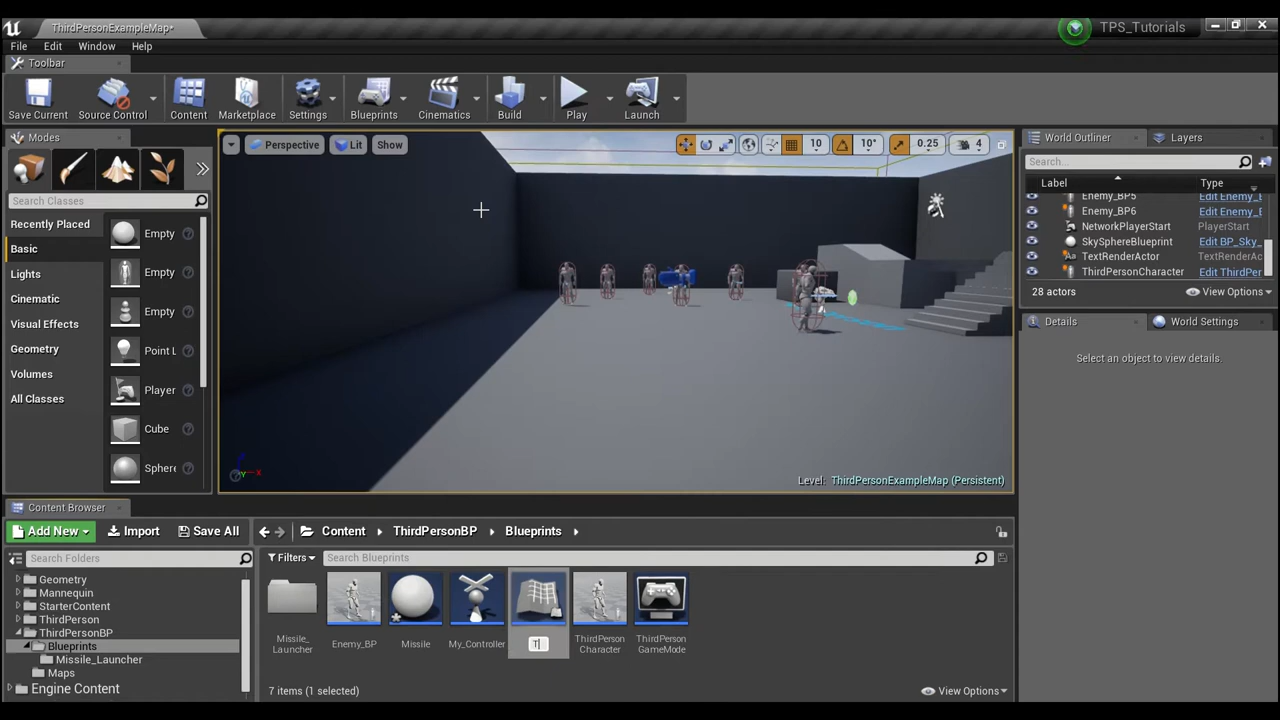 ThirdPersonExampleMap*
TPS_Tutorials
File Edit Window Help
Toolbar
Save Current Source Control Content Marketplace Settings Blueprints Cinematics Build Play Launch
Modes
Search Classes
Recently Placed
Basic
Lights
Cinematic
Visual Effects
Geometry
Volumes
All Classes
Empty
Empty
Empty
Point L
Player
Cube
Sphere
Perspective Lit Show
10 10° 0.25 4
Level: ThirdPersonExampleMap (Persistent)
World Outliner Layers
Search...
Label Type
Enemy_BP5 Edit Enemy_
Enemy_BP6 Edit Enemy_
NetworkPlayerStart PlayerStart
SkySphereBlueprint Edit BP_Sky_
TextRenderActor TextRenderAc
ThirdPersonCharacter Edit ThirdPer
28 actors View Options
Details World Settings
Select an object to view details.
Content Browser
Add New Import Save All Content ThirdPersonBP Blueprints
Search Folders
Geometry
Mannequin
StarterContent
ThirdPerson
ThirdPersonBP
Blueprints
Missile_Launcher
Maps
Engine Content
Filters Search Blueprints
Missile_
Launcher
Enemy_BP
Missile
My_Controller
T
ThirdPerson
Character
ThirdPerson
GameMode
7 items (1 selected) View Options